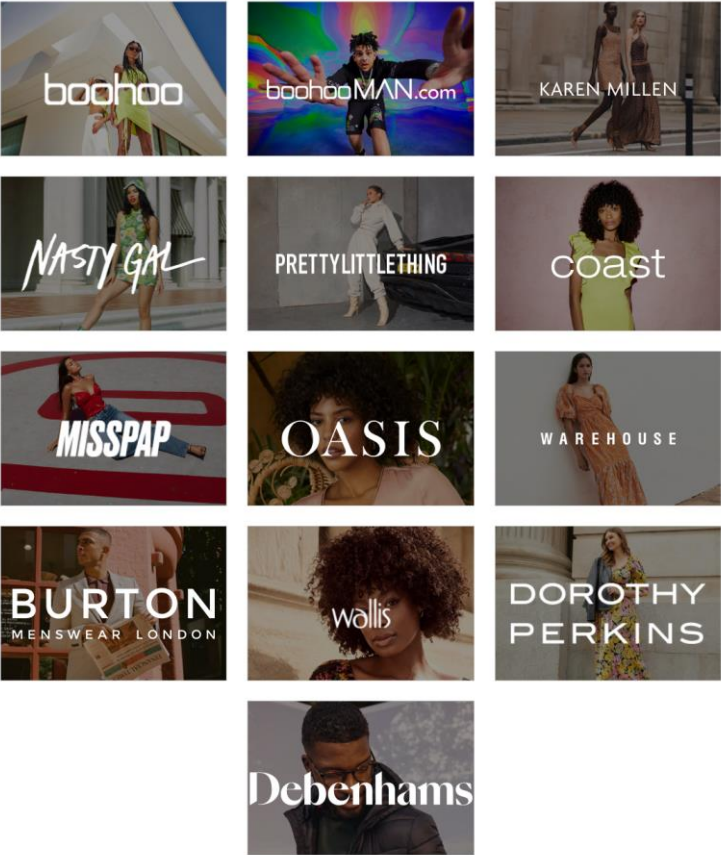 boohoo
boohooMAN.com
KAREN MILLEN
NASTY GAL
PRETTYLITTLETHING
coast
MISSPAP
OASIS
WAREHOUSE
BURTON
MENSWEAR LONDON
wallis
DOROTHY
PERKINS
Debenhams